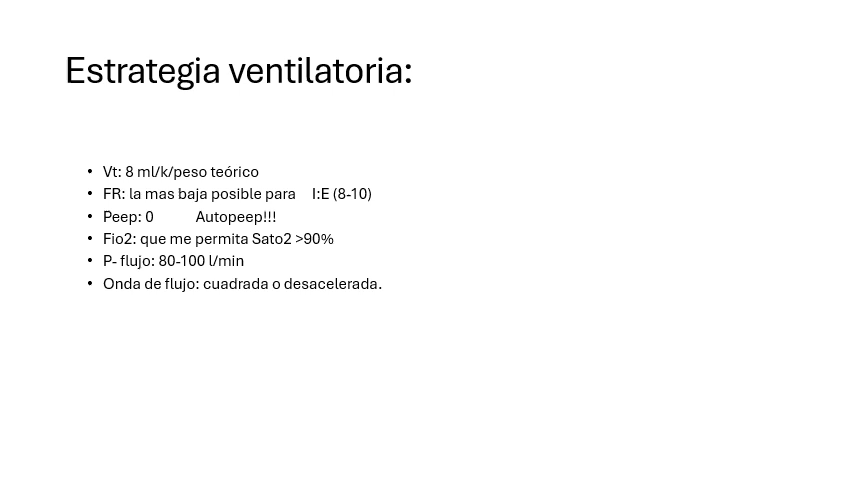 Estrategia ventilatoria:
• Vt: 8 ml/k/peso teórico
• FR: la mas baja posible para I:E (8-10)
• Peep: 0 Autopeep!!!
• Fio2: que me permita Sato2 >90%
• P- flujo: 80-100 l/min
• Onda de flujo: cuadrada o desacelerada.